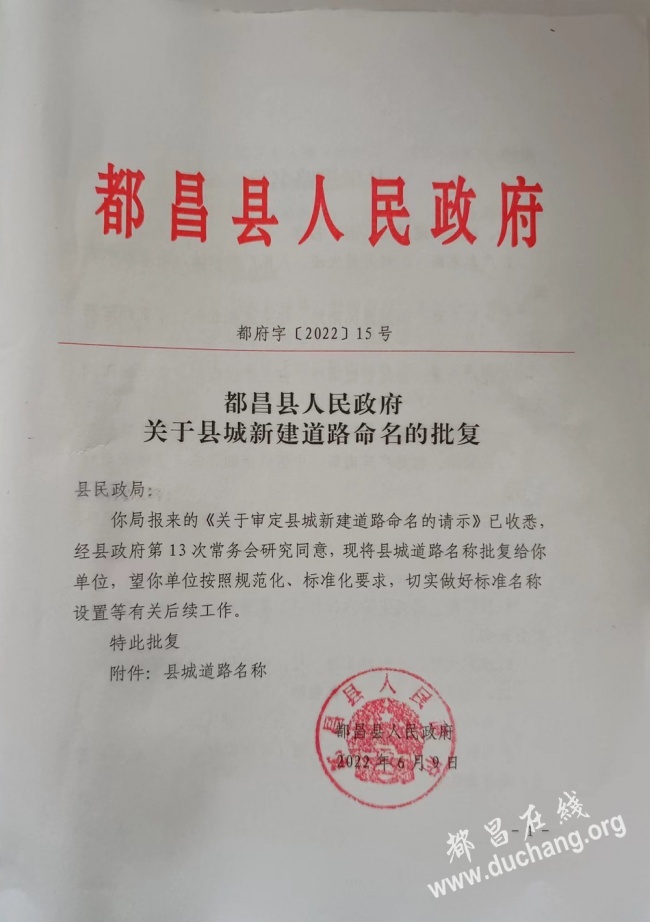 都昌县人民政府
都府字〔2022〕15号
都昌县人民政府
关于县城新建道路命名的批复
县民政局：
你局报来的《关于审定县城新建道路命名的请示》已收悉，
经县政府第13次常务会研究同意，现将县城道路名称批复给你
单位，望你单位按照规范化、标准化要求，切实做好标准名称
设置等有关后续工作。
特此批复
附件：县城道路名称
都昌县人民政府
都昌县人民政府
2022年6月9日
- 1 -
都昌在线
www.duchang.org